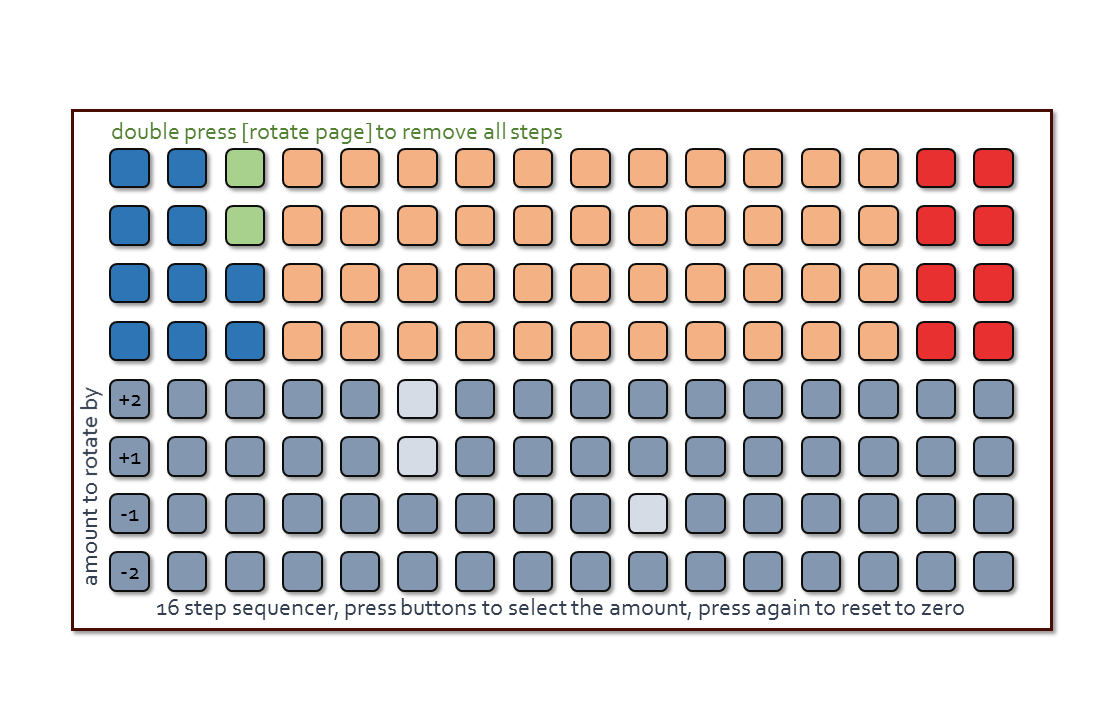 double press [rotate page] to remove all steps
amount to rotate by
+2
+1
-1
-2
16 step sequencer, press buttons to select the amount, press again to reset to zero